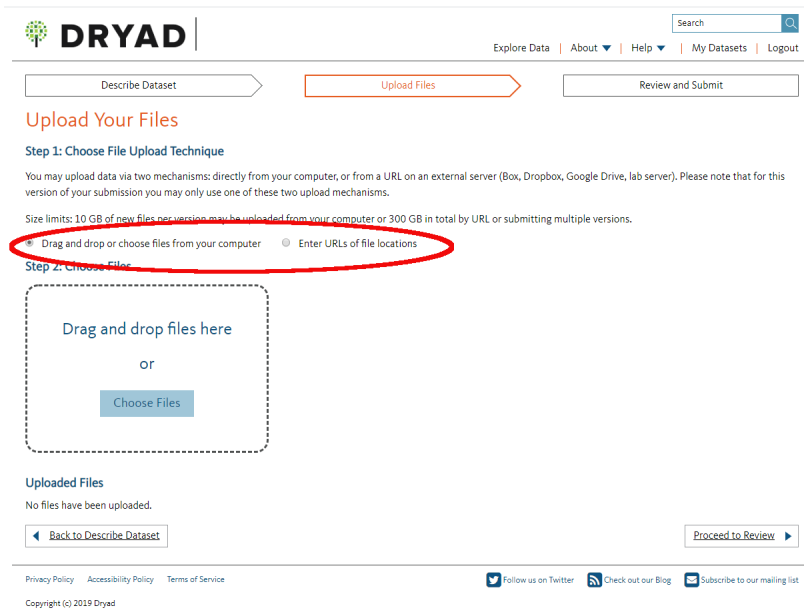 DRYAD
Search
Explore Data | About | Help | My Datasets | Logout
Describe Dataset
Upload Files
Review and Submit
Upload Your Files
Step 1: Choose File Upload Technique
You may upload data via two mechanisms: directly from your computer, or from a URL on an external server (Box, Dropbox, Google Drive, lab server). Please note that for this
version of your submission you may only use one of these two upload mechanisms.
Size limits: 10 GB of new files per version may be uploaded from your computer or 300 GB in total by URL or submitting multiple versions.
Drag and drop or choose files from your computer Enter URLs of file locations
Step 2: Choose Files
Drag and drop files here
or
Choose Files
Uploaded Files
No files have been uploaded.
Back to Describe Dataset
Proceed to Review
Privacy Policy Accessibility Policy Terms of Service
Follow us on Twitter Check out our Blog Subscribe to our mailing list
Copyright (c) 2019 Dryad